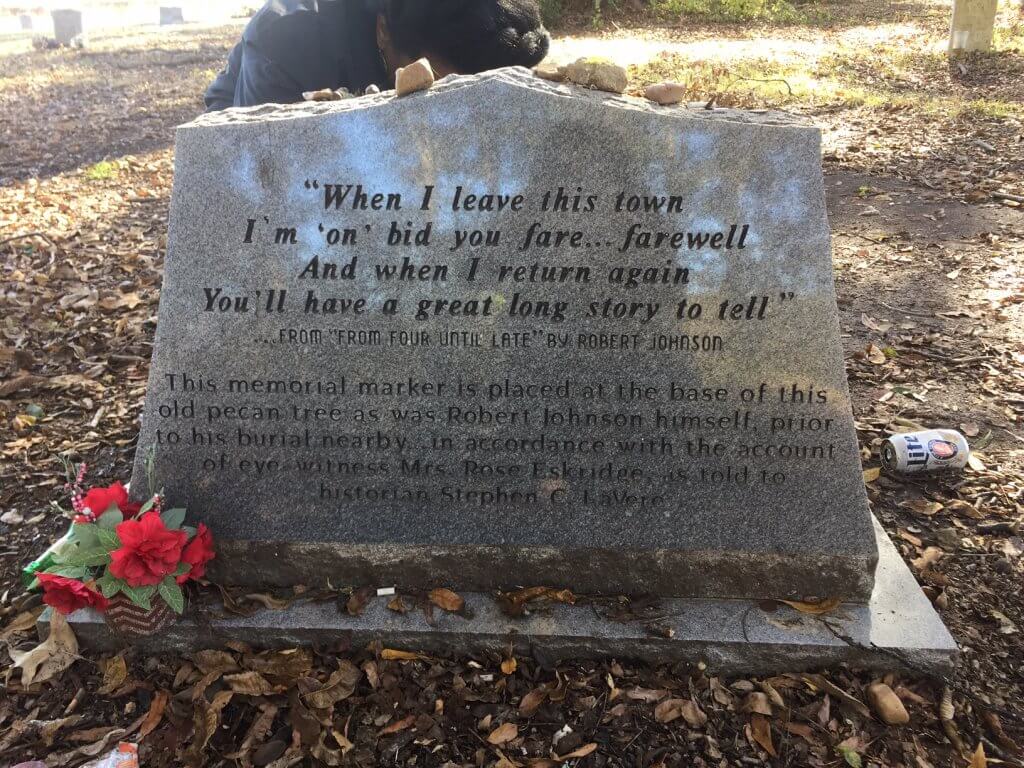 “When I leave this town
I'm ‘on’ bid you fare... farewell
And when I return again
You'll have a great long story to tell”
....FROM “FROM FOUR UNTIL LATE” BY ROBERT JOHNSON
This memorial marker is placed at the base of this
old pecan tree as was Robert Johnson himself, prior
to his burial nearby, in accordance with the account
of eye-witness Mrs. Rose Eskridge, as told to
historian Stephen C. LaVere
Lite